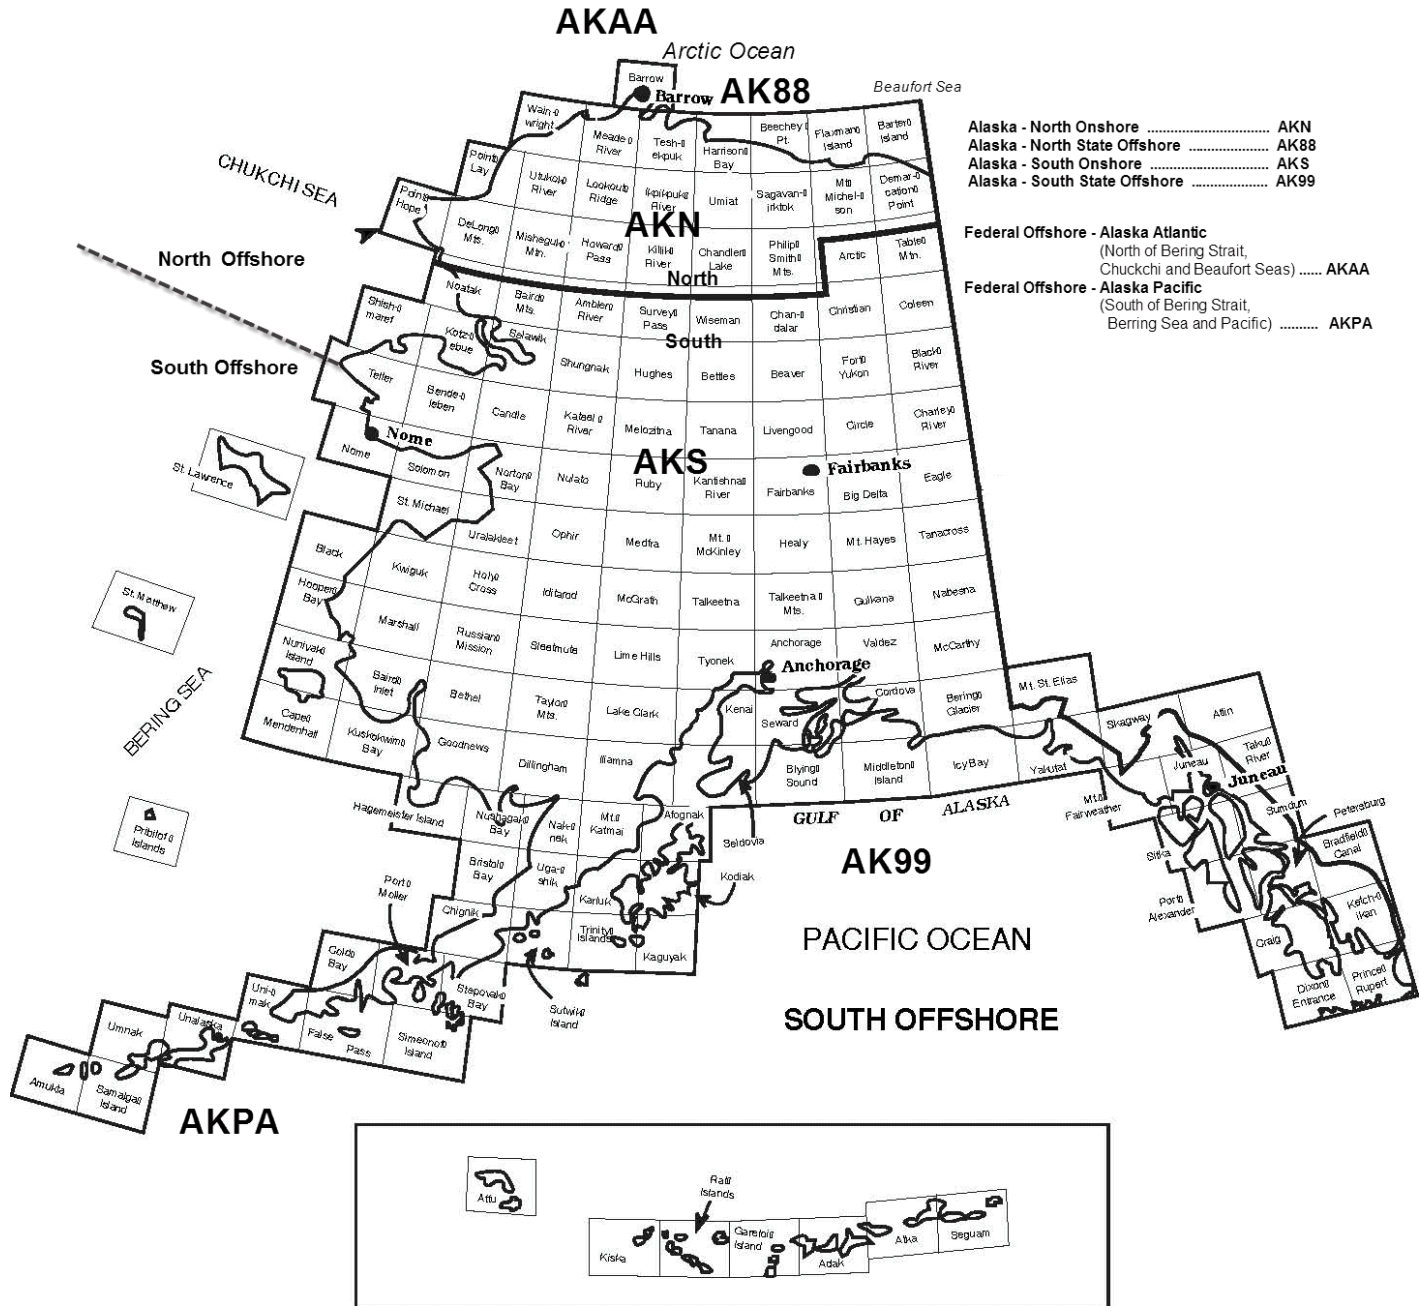 AKAA
Arctic Ocean
Barrow
Barrow
AK88
Beaufort Sea
Alaska - North Onshore ................................ AKN
Alaska - North State Offshore ..................... AK88
Alaska - South Onshore ............................... AKS
Alaska - South State Offshore .................... AK99
Federal Offshore - Alaska Atlantic
(North of Bering Strait,
Chuckchi and Beaufort Seas) ...... AKAA
Federal Offshore - Alaska Pacific
(South of Bering Strait,
Berring Sea and Pacific) .......... AKPA
CHUKCHI SEA
North Offshore
South Offshore
Wain-
wright
Meade
River
Tesh-
ekpuk
Harrison
Bay
Beechey
Pt.
Flaxman
Island
Barter
Island
Point
Lay
Utukok
River
Lookout
Ridge
Ikpikpuk
River
Umiat
Sagavan-
irktok
Mt.
Michel-
son
Demar-
cation
Point
Point
Hope
DeLong
Mts.
Misheguk
Mtn.
Howard
Pass
Killik
River
Chandler
Lake
Philip
Smith
Mts.
Arctic
Table
Mtn.
AKN
North
South
Noatak
Baird
Mts.
Ambler
River
Survey
Pass
Wiseman
Chan-
dalar
Christian
Coleen
Shish-
maref
Kotz-
ebue
Selawik
Shungnak
Hughes
Bettles
Beaver
Fort
Yukon
Black
River
Teller
Bende-
leben
Candle
Kateel
River
Melozitna
Tanana
Livengood
Circle
Charley
River
Nome
Nome
Solomon
Norton
Bay
Nulato
AKS
Ruby
Kantishna
River
Fairbanks
Fairbanks
Big Delta
Eagle
St. Lawrence
St. Michael
Uralakleet
Ophir
Medfra
Mt.
McKinley
Healy
Mt. Hayes
Tanacross
Black
Kwiguk
Holy
Cross
Iditarod
McGrath
Talkeetna
Talkeetna
Mts.
Gulkana
Nabesna
Hooper
Bay
Marshall
Russian
Mission
Sleetmute
Lime Hills
Tyonek
Anchorage
Anchorage
Valdez
McCarthy
St. Matthew
Nunivak
Island
Baird
Inlet
Bethel
Taylor
Mts.
Lake Clark
Kenai
Seward
Cordova
Bering
Glacier
Mt. St. Elias
BERING SEA
Cape
Mendenhall
Kuskokwim
Bay
Goodnews
Dillingham
Iliamna
Seldovia
Blying
Sound
Middleton
Island
Icy Bay
Yakutat
Skagway
Atlin
Mt.
Fairweather
Juneau
Juneau
Taku
River
GULF OF ALASKA
Pribilof
Islands
Hagemeister Island
Nushagak
Bay
Nak-
nek
Mt.
Katmai
Afognak
Sitka
Sumdum
Petersburg
Bradfield
Canal
Bristol
Bay
Uga-
shik
Karluk
Kodiak
AK99
Port
Alexander
Craig
Ketch-
ikan
Port
Moller
Chignik
Trinity
Islands
Kaguyak
PACIFIC OCEAN
Dixon
Entrance
Prince
Rupert
Cold
Bay
Stepovak
Bay
Sutwik
Island
SOUTH OFFSHORE
Uni-
mak
False
Pass
Simeonof
Island
Umnak
Unalaska
Amukta
Samalga
Island
AKPA
Attu
Rat
Islands
Kiska
Gareloi
Island
Adak
Atka
Seguam